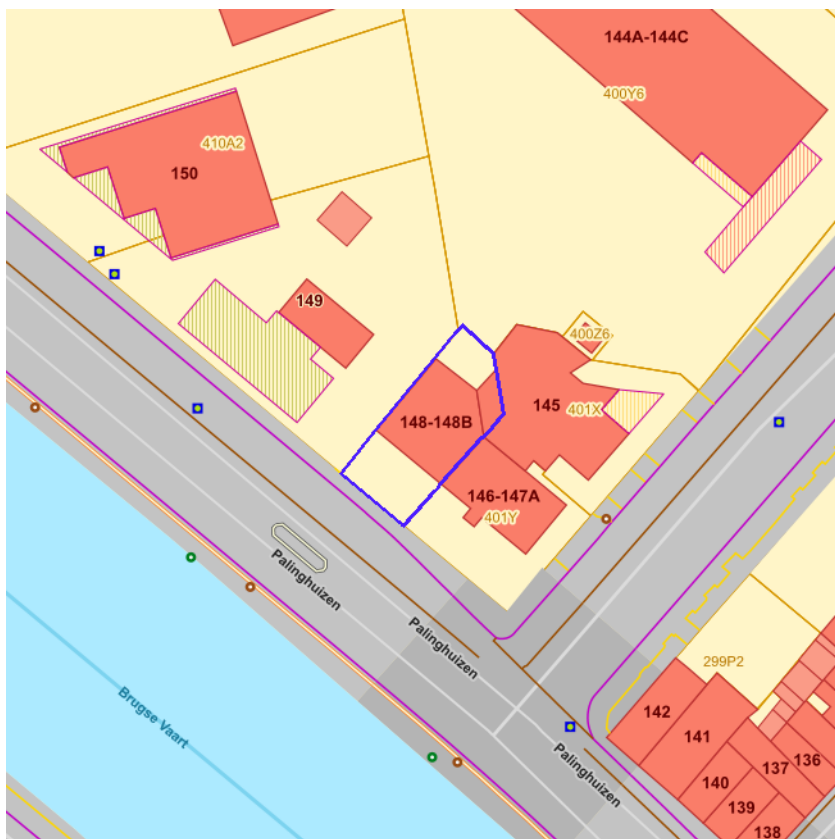 144A-144C
400Y6
410A2
150
149
400Z6
145
401X
148-148B
146-147A
401Y
Palinghuizen
Palinghuizen
299P2
Brugse Vaart
142
141
137
136
140
Palinghuizen
139
138